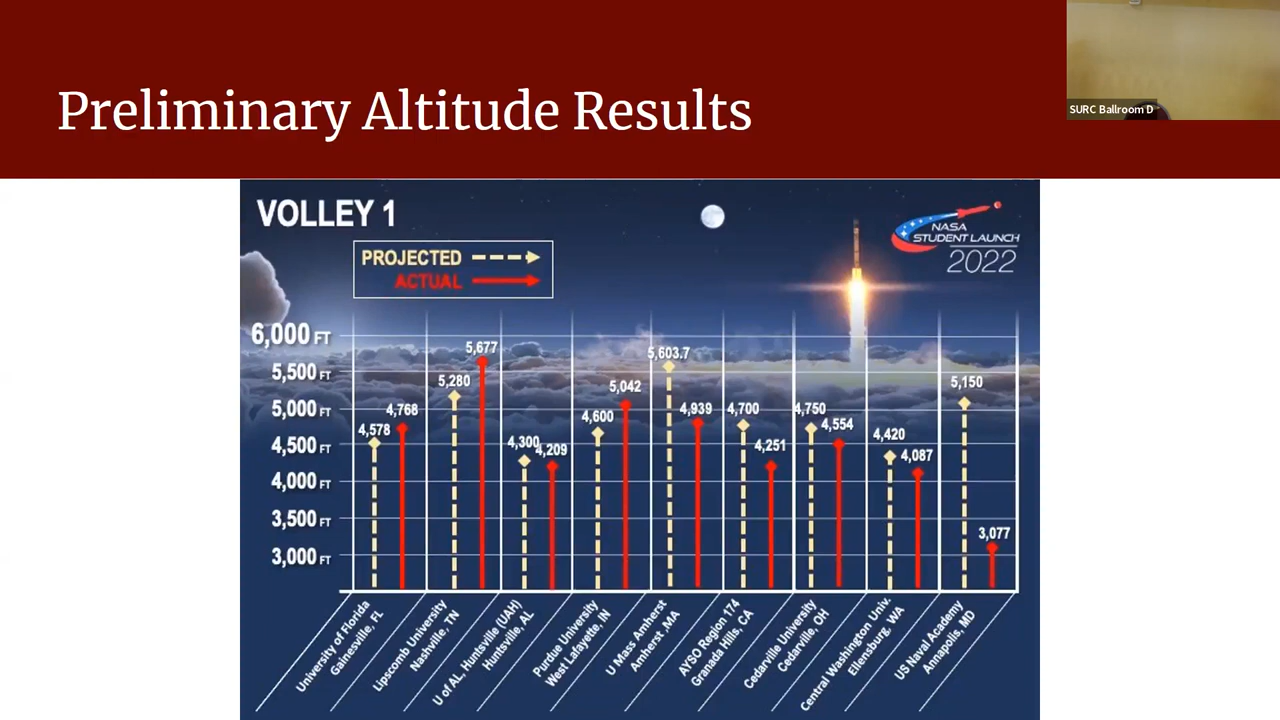 Preliminary Altitude Results
SURC Ballroom D
VOLLEY 1
NASA
STUDENT LAUNCH
2022
PROJECTED
ACTUAL
6,000 FT
5,500 FT
5,000 FT
4,500 FT
4,000 FT
3,500 FT
3,000 FT
4,578
4,768
5,280
5,677
4,300
4,209
4,600
5,042
5,603.7
4,939
4,700
4,251
4,750
4,554
4,420
4,087
5,150
3,077
University of Florida
Gainesville, FL
Lipscomb University
Nashville, TN
U of AL, Huntsville (UAH)
Huntsville, AL
Purdue University
West Lafayette, IN
U Mass Amherst
Amherst ,MA
AYSO Region 174
Granada Hills, CA
Cedarville University
Cedarville, OH
Central Washington Univ.
Ellensburg, WA
US Naval Academy
Annapolis, MD